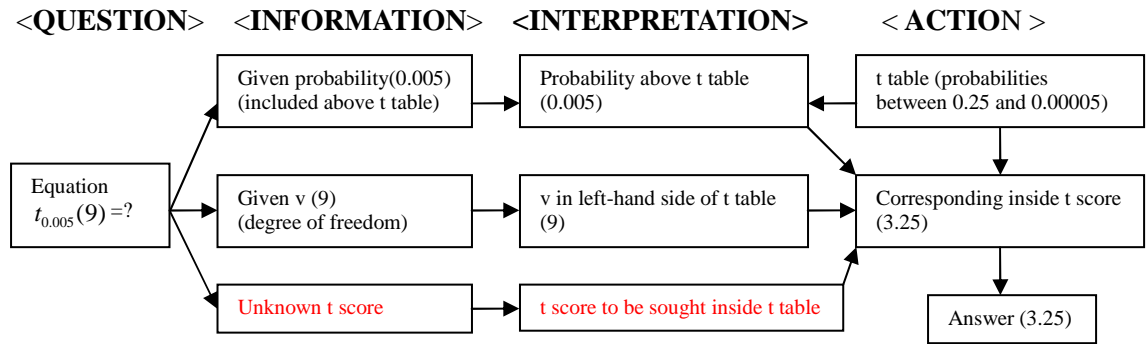 <QUESTION> <INFORMATION> <INTERPRETATION> < ACTION >
Given probability(0.005)
(included above t table)
Probability above t table
(0.005)
t table (probabilities
between 0.25 and 0.00005)
Equation
t0.005(9) =?
Given v (9)
(degree of freedom)
v in left-hand side of t table
(9)
Corresponding inside t score
(3.25)
Unknown t score
t score to be sought inside t table
Answer (3.25)